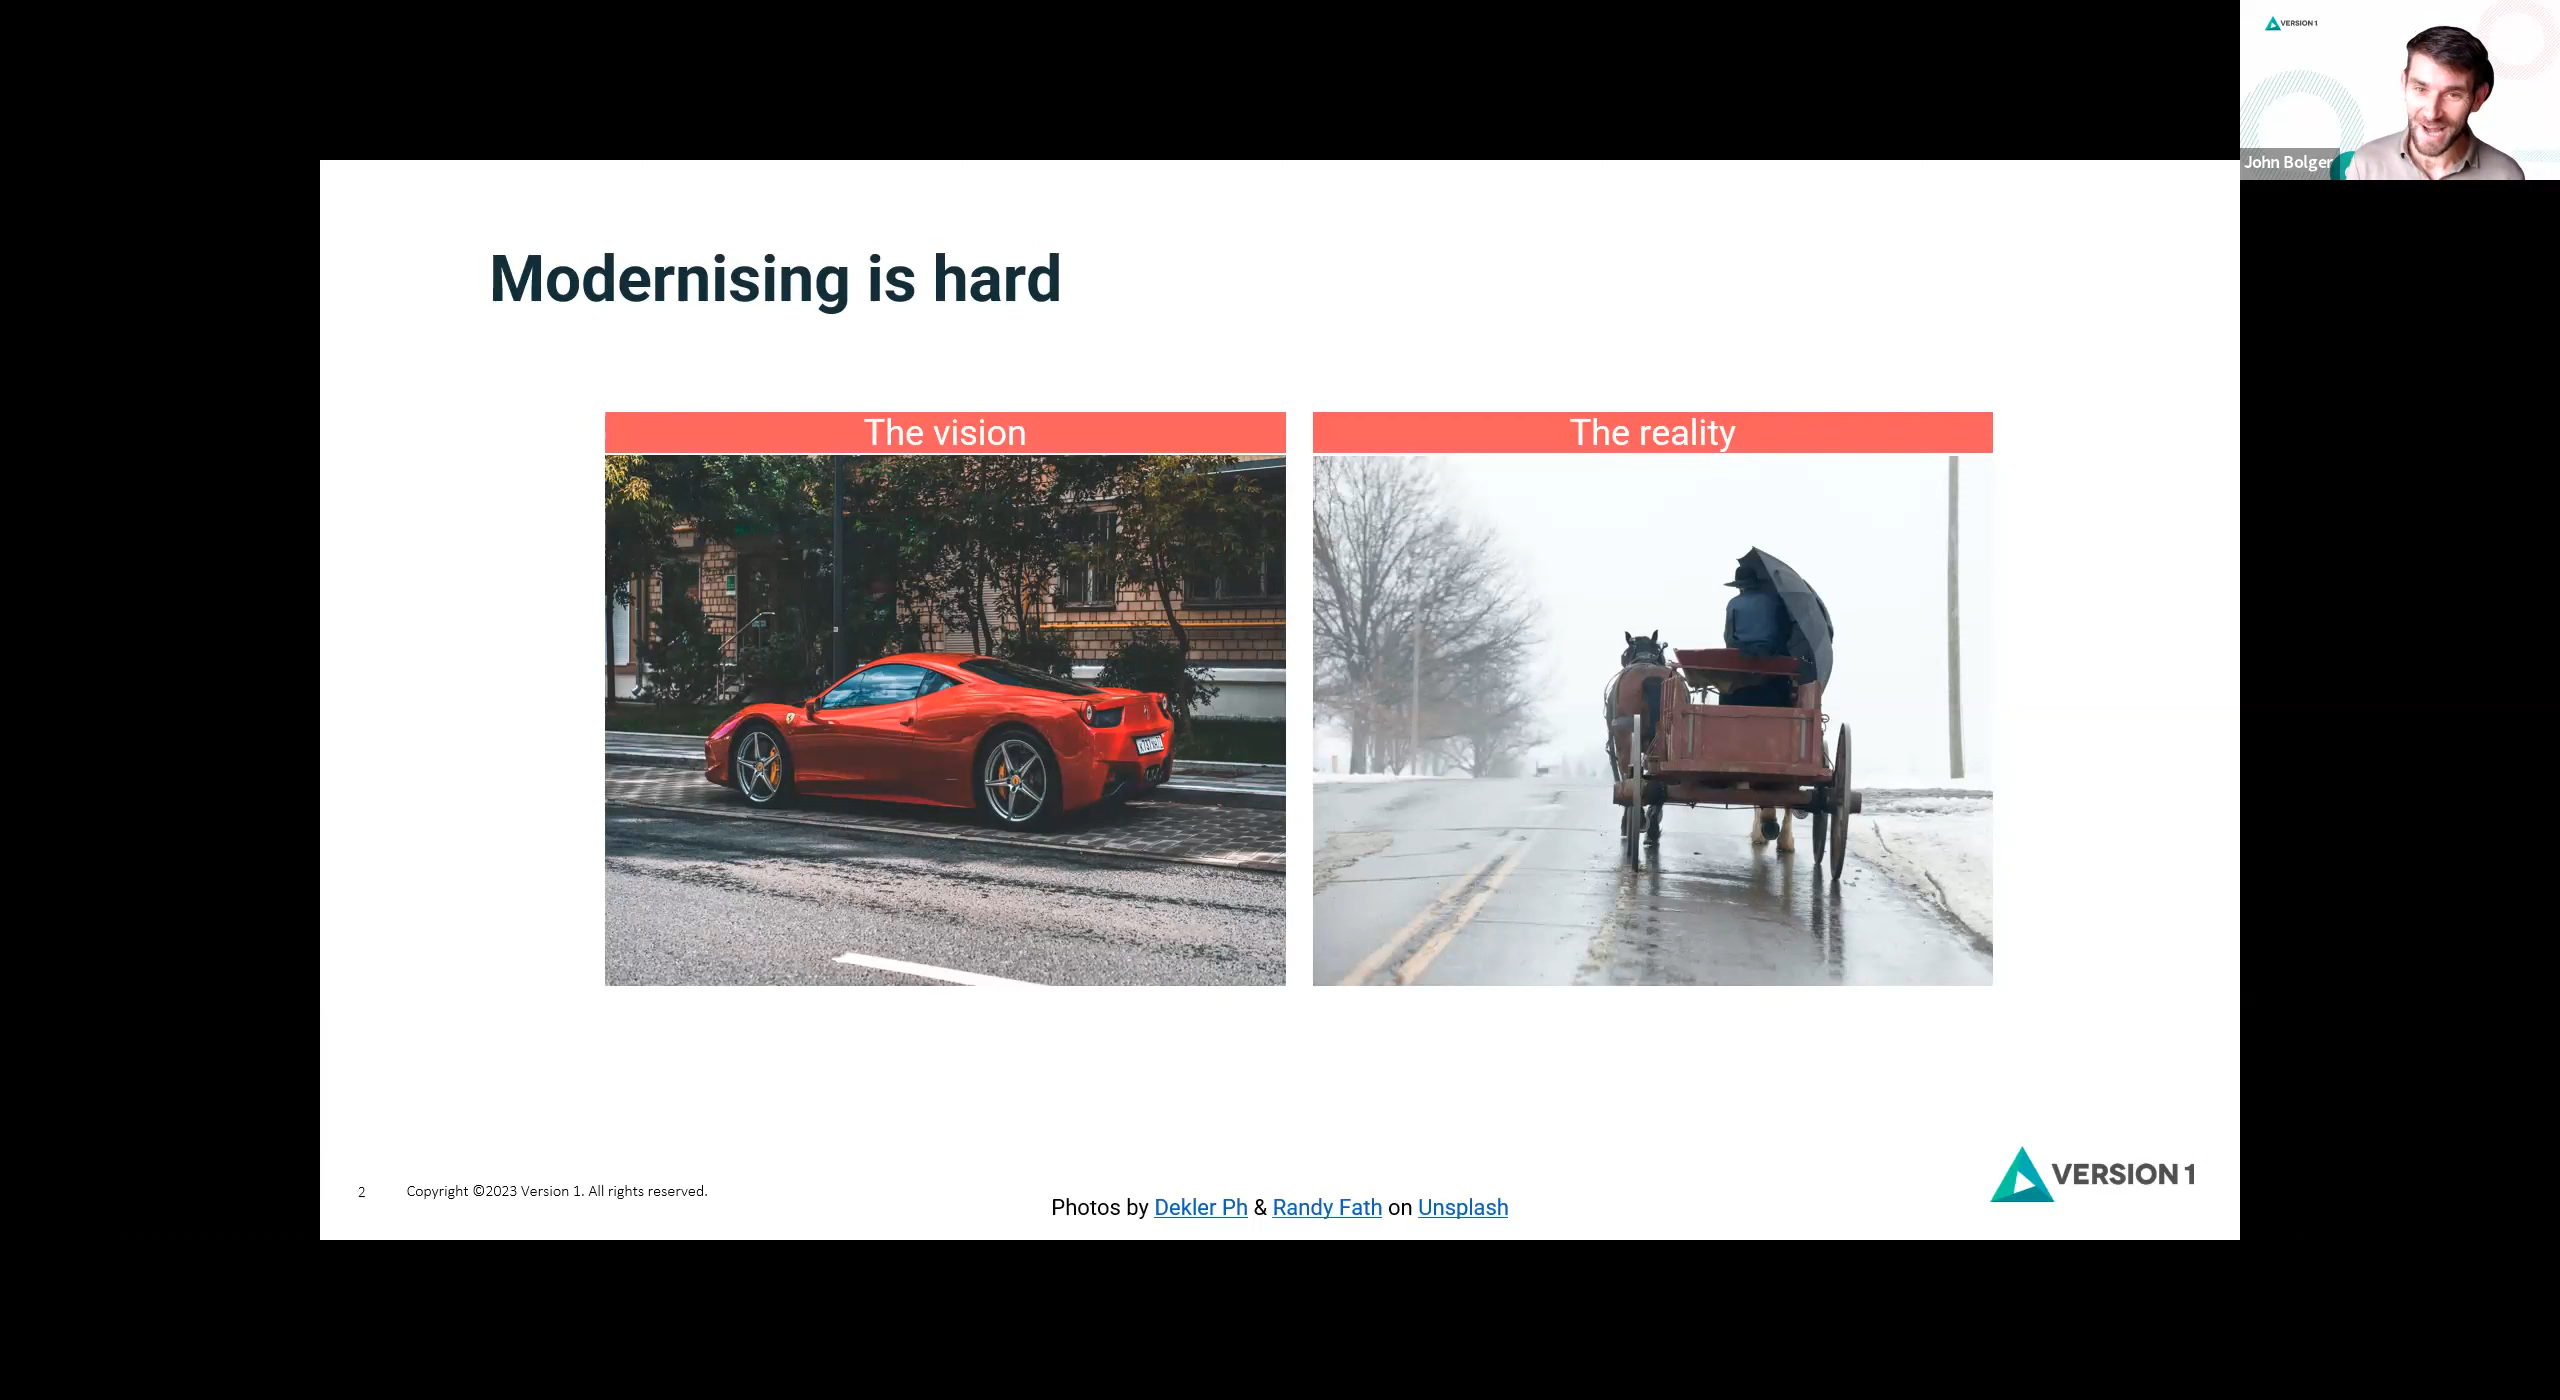 VERSION 1
John Bolger
Modernising is hard
The vision
The reality
2
Copyright ©2023 Version 1. All rights reserved.
Photos by Dekler Ph & Randy Fath on Unsplash
VERSION 1